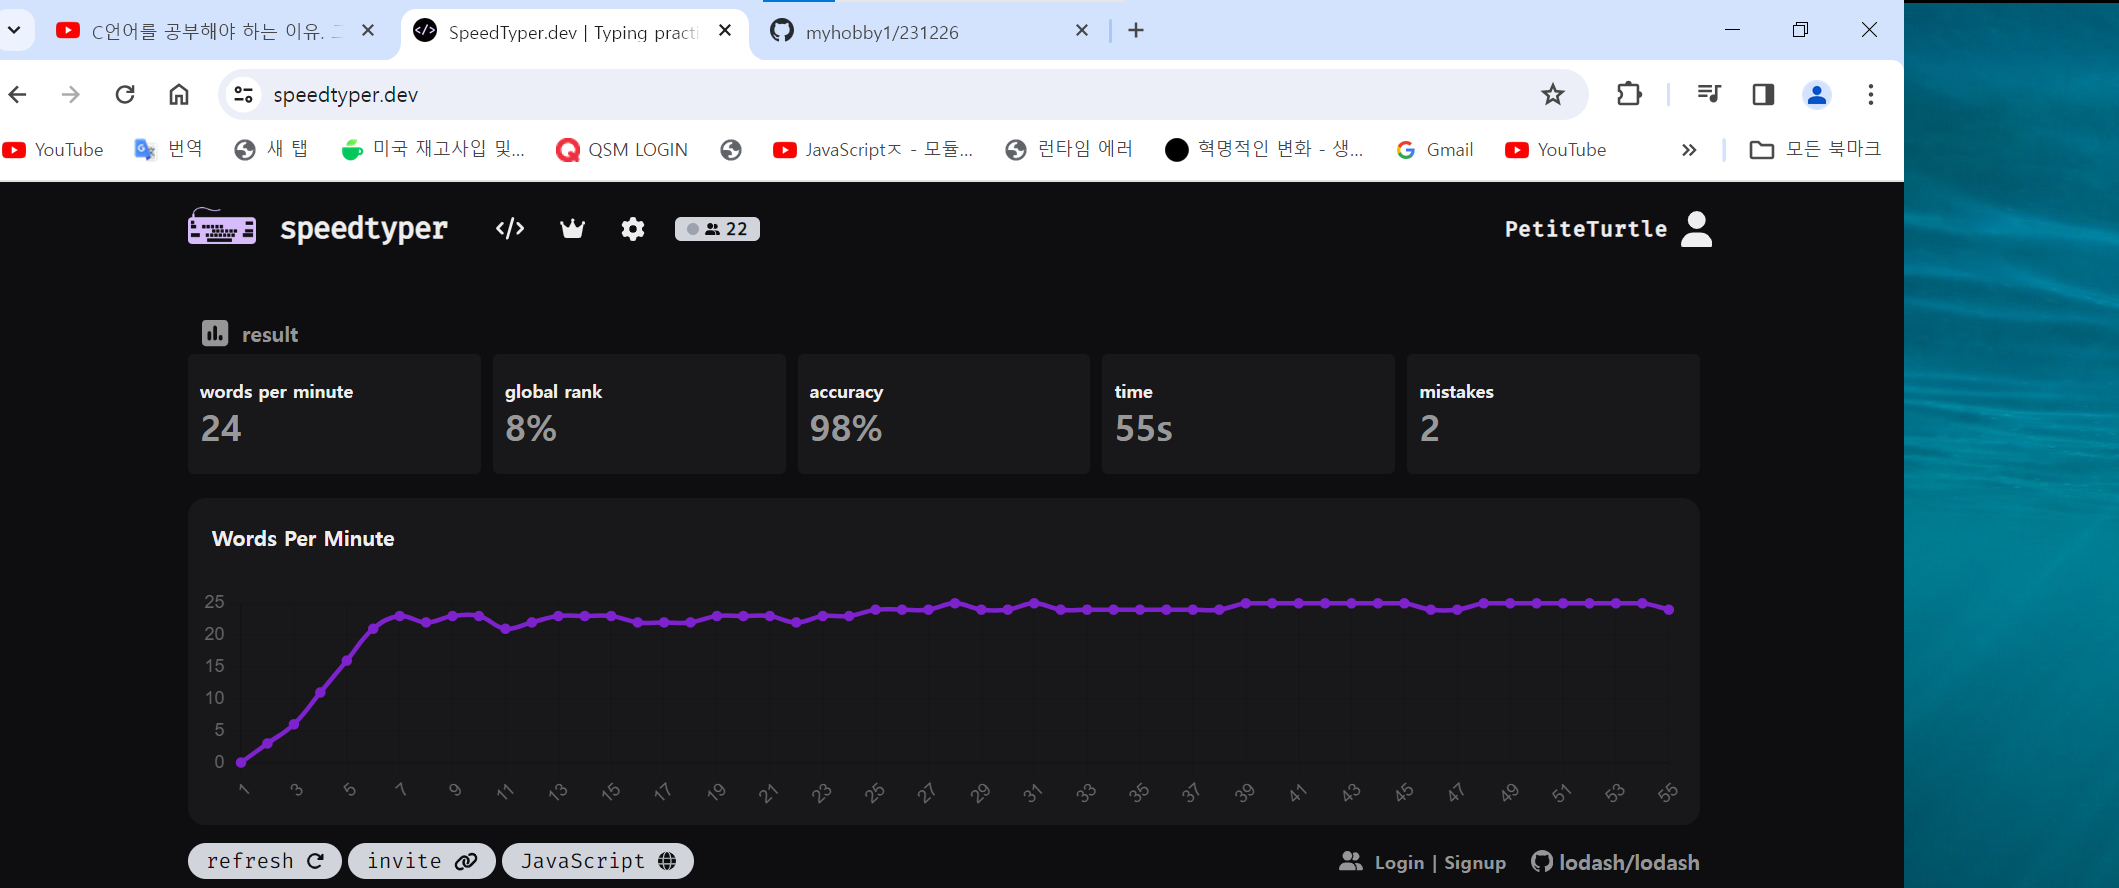 C언어를 공부해야 하는 이유.
SpeedTyper.dev | Typing practi
myhobby1/231226
speedtyper.dev
YouTube
번역
새 탭
미국 재고사입 및...
QSM LOGIN
JavaScriptㅈ - 모듈...
런타임 에러
혁명적인 변화 - 생...
Gmail
YouTube
모든 북마크
speedtyper
22
PetiteTurtle
result
words per minute
24
global rank
8%
accuracy
98%
time
55s
mistakes
2
Words Per Minute
25
20
15
10
5
0
1 3 5 7 9 11 13 15 17 19 21 23 25 27 29 31 33 35 37 39 41 43 45 47 49 51 53 55
refresh
invite
JavaScript
Login | Signup
lodash/lodash